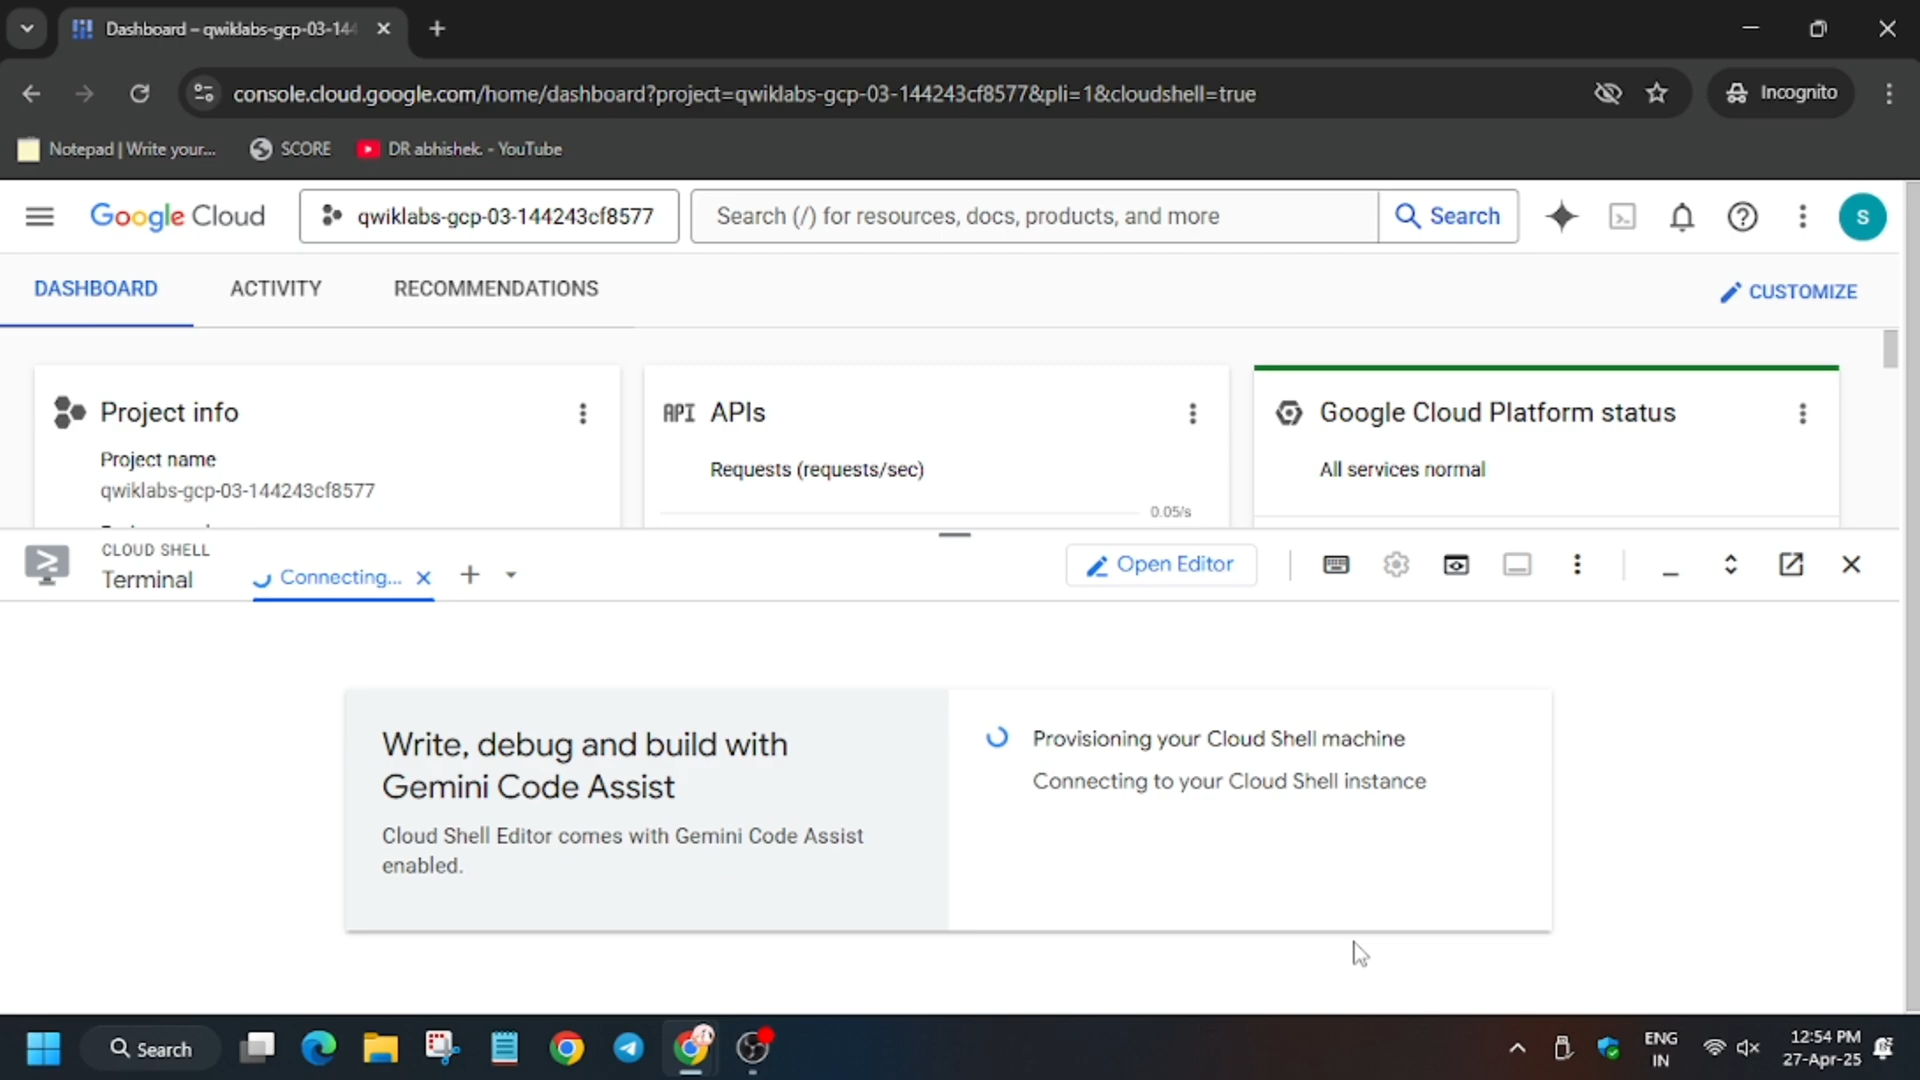 Dashboard – qwiklabs-gcp-03-144
console.cloud.google.com/home/dashboard?project=qwiklabs-gcp-03-144243cf8577&pli=1&cloudshell=true
Incognito
Notepad | Write your...
SCORE
DR abhishek. - YouTube
Google Cloud
qwiklabs-gcp-03-144243cf8577
Search (/) for resources, docs, products, and more
Search
S
DASHBOARD
ACTIVITY
RECOMMENDATIONS
CUSTOMIZE
Project info
Project name
qwiklabs-gcp-03-144243cf8577
API APIs
Requests (requests/sec)
0.05/s
Google Cloud Platform status
All services normal
CLOUD SHELL
Terminal
Connecting...
Open Editor
Write, debug and build with
Gemini Code Assist
Cloud Shell Editor comes with Gemini Code Assist
enabled.
Provisioning your Cloud Shell machine
Connecting to your Cloud Shell instance
Search
ENG
IN
12:54 PM
27-Apr-25